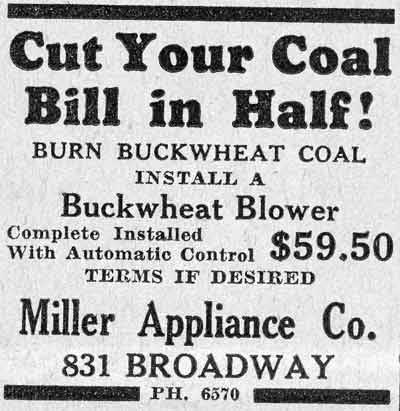 Cut Your Coal
Bill in Half!
BURN BUCKWHEAT COAL
INSTALL A
Buckwheat Blower
Complete Installed
With Automatic Control $59.50
TERMS IF DESIRED
Miller Appliance Co.
831 BROADWAY
PH. 6570